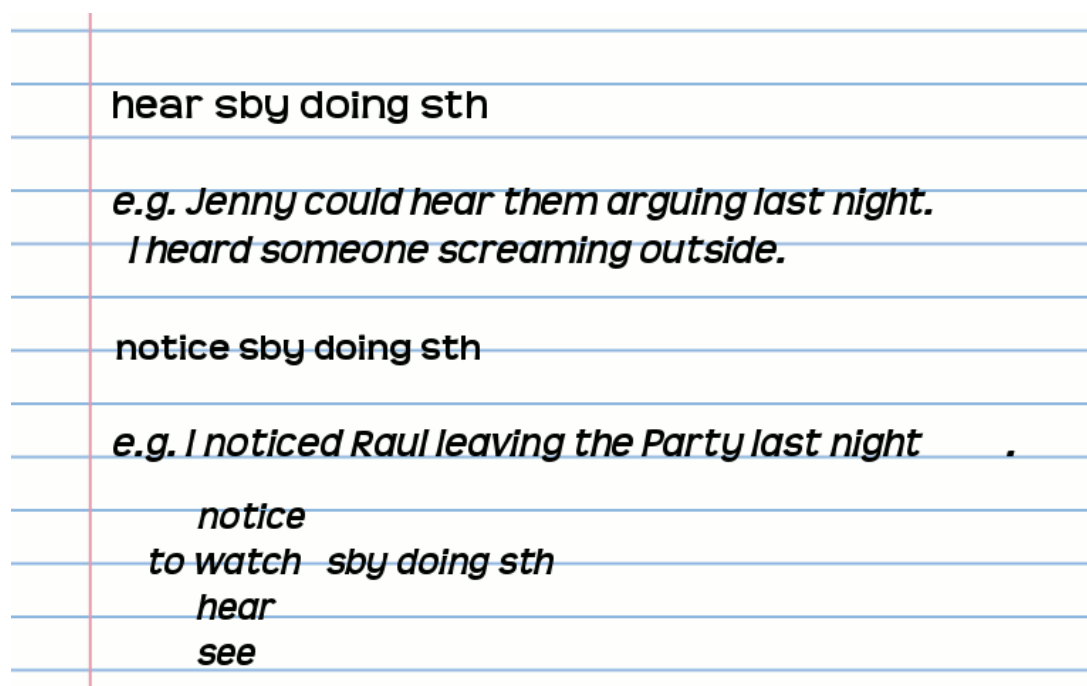 hear sby doing sth
e.g. Jenny could hear them arguing last night.
I heard someone screaming outside.
notice sby doing sth
e.g. I noticed Raul leaving the Party last night .
notice
to watch sby doing sth
hear
see